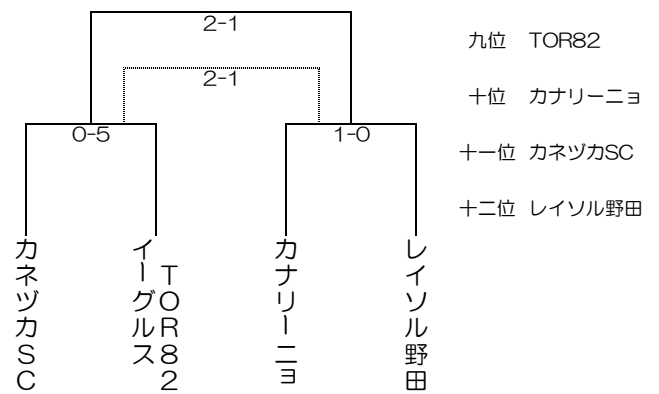 2-1
2-1
0-5
1-0
カネヅカSC
イーグルス
TOR82
カナリーニョ
レイソル野田
九位 TOR82
十位 カナリーニョ
十一位 カネヅカSC
十二位 レイソル野田